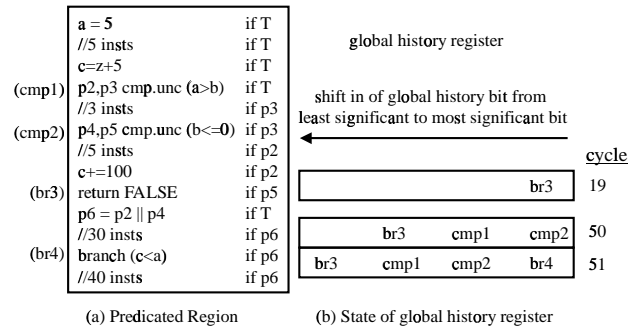 a = 5 if T
//5 insts if T
c=z+5 if T
(cmp1) p2,p3 cmp.unc (a>b) if T
//3 insts if p3
(cmp2) p4,p5 cmp.unc (b<=0) if p3
//5 insts if p2
c+=100 if p2
(br3) return FALSE if p5
p6 = p2 || p4 if T
//30 insts if p6
(br4) branch (c<a) if p6
//40 insts if p6
(a) Predicated Region
global history register
shift in of global history bit from
least significant to most significant bit
cycle
br3 19
br3 cmp1 cmp2 50
br3 cmp1 cmp2 br4 51
(b) State of global history register